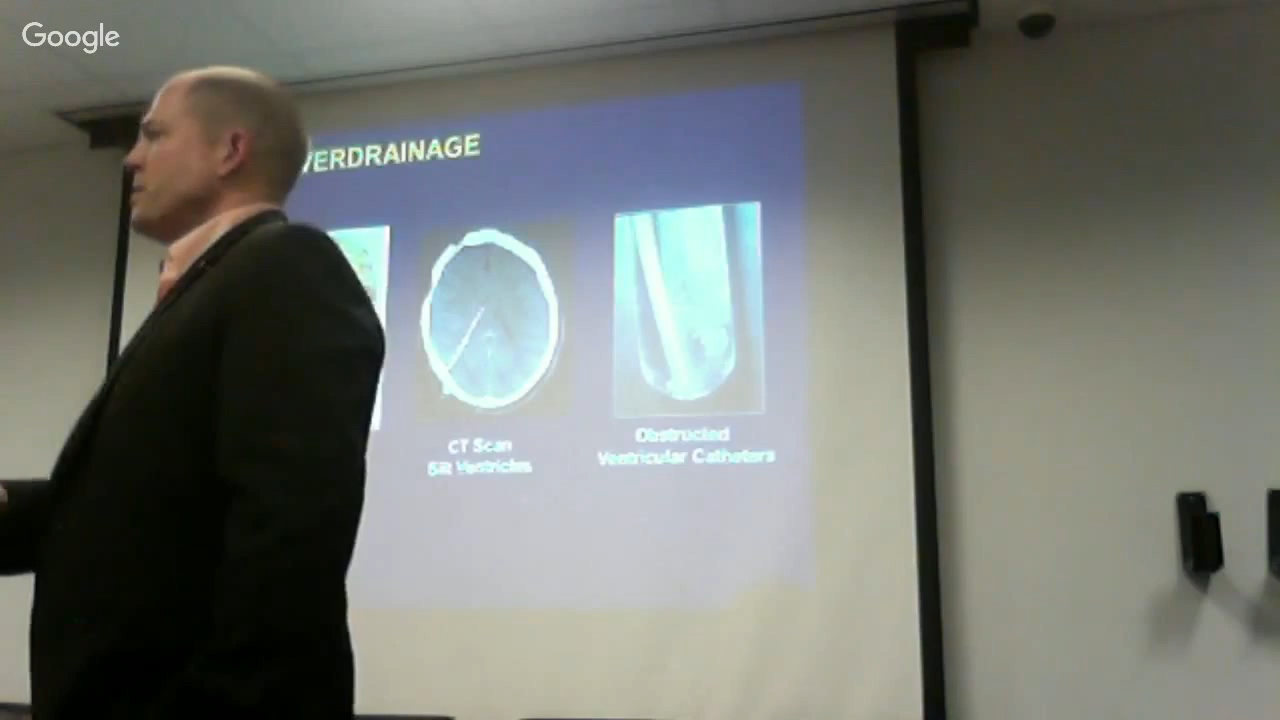 Google
VERDRAINAGE
CT Scan
Slit Ventricles
Obstructed
Ventricular Catheters